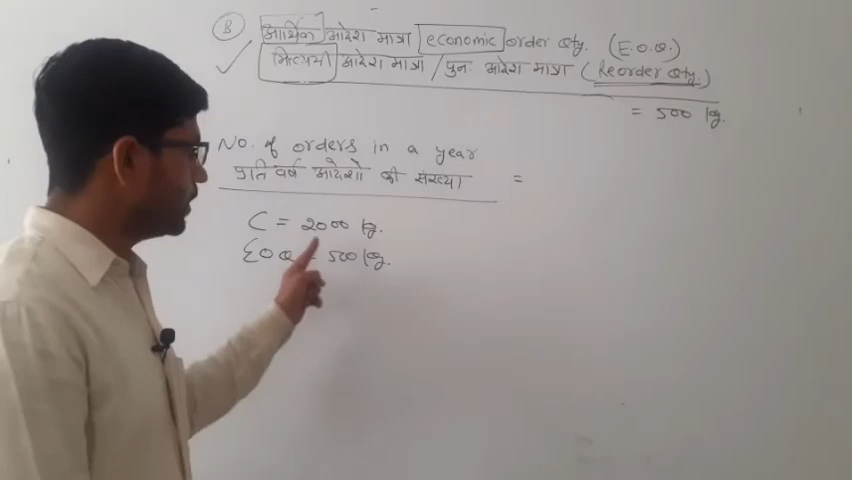 (B) आर्थिक आदेश मात्रा economic order Qty. (E.O.Q.)
मितव्ययी आदेश मात्रा / पुनः आदेश मात्रा (Reorder Qty.)
= 500 kg.
No. of orders in a year
प्रति वर्ष आदेशों की संख्या =
C = 2000 kg.
EOQ = 500 kg.